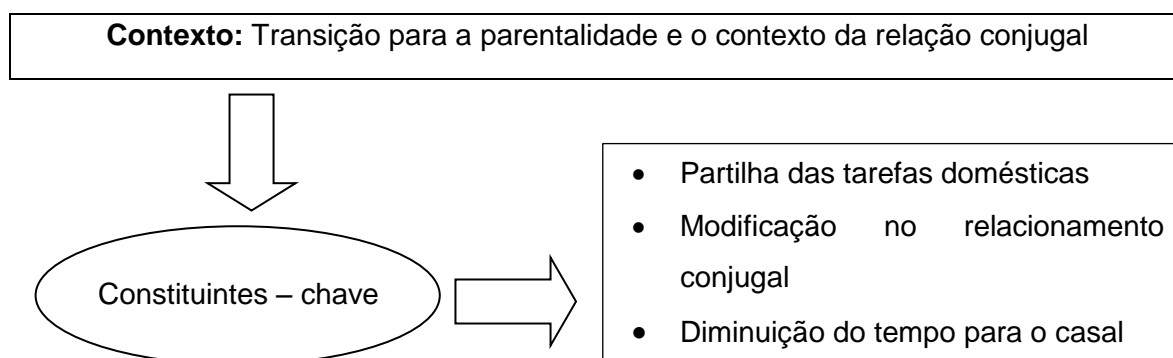 Contexto: Transição para a parentalidade e o contexto da relação conjugal
Constituintes – chave
• Partilha das tarefas domésticas
• Modificação no relacionamento
conjugal
• Diminuição do tempo para o casal